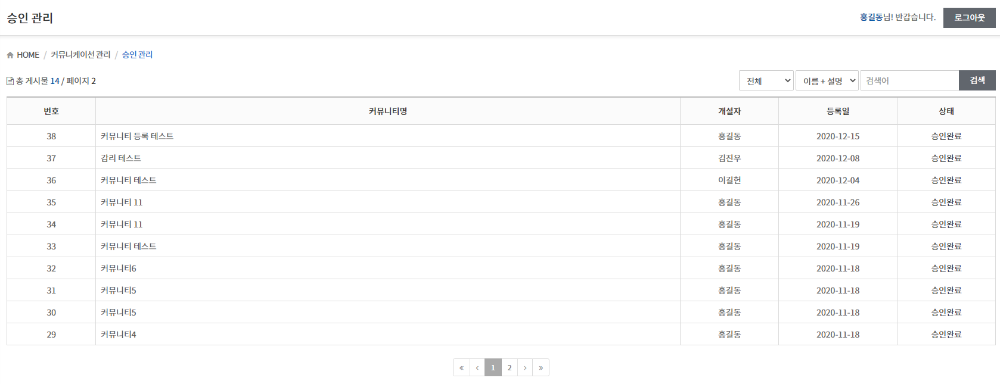 승인 관리
홍길동님! 반갑습니다. 로그아웃
HOME / 커뮤니케이션 관리 / 승인 관리
총 게시물 14 / 페이지 2
전체 이름 + 설명 검색어 검색
번호 커뮤니티명 개설자 등록일 상태
38 커뮤니티 등록 테스트 홍길동 2020-12-15 승인완료
37 감리 테스트 김진우 2020-12-08 승인완료
36 커뮤니티 테스트 이길헌 2020-12-04 승인완료
35 커뮤니티 11 홍길동 2020-11-26 승인완료
34 커뮤니티 11 홍길동 2020-11-19 승인완료
33 커뮤니티 테스트 홍길동 2020-11-19 승인완료
32 커뮤니티6 홍길동 2020-11-18 승인완료
31 커뮤니티5 홍길동 2020-11-18 승인완료
30 커뮤니티5 홍길동 2020-11-18 승인완료
29 커뮤니티4 홍길동 2020-11-18 승인완료
« ‹ 1 2 › »